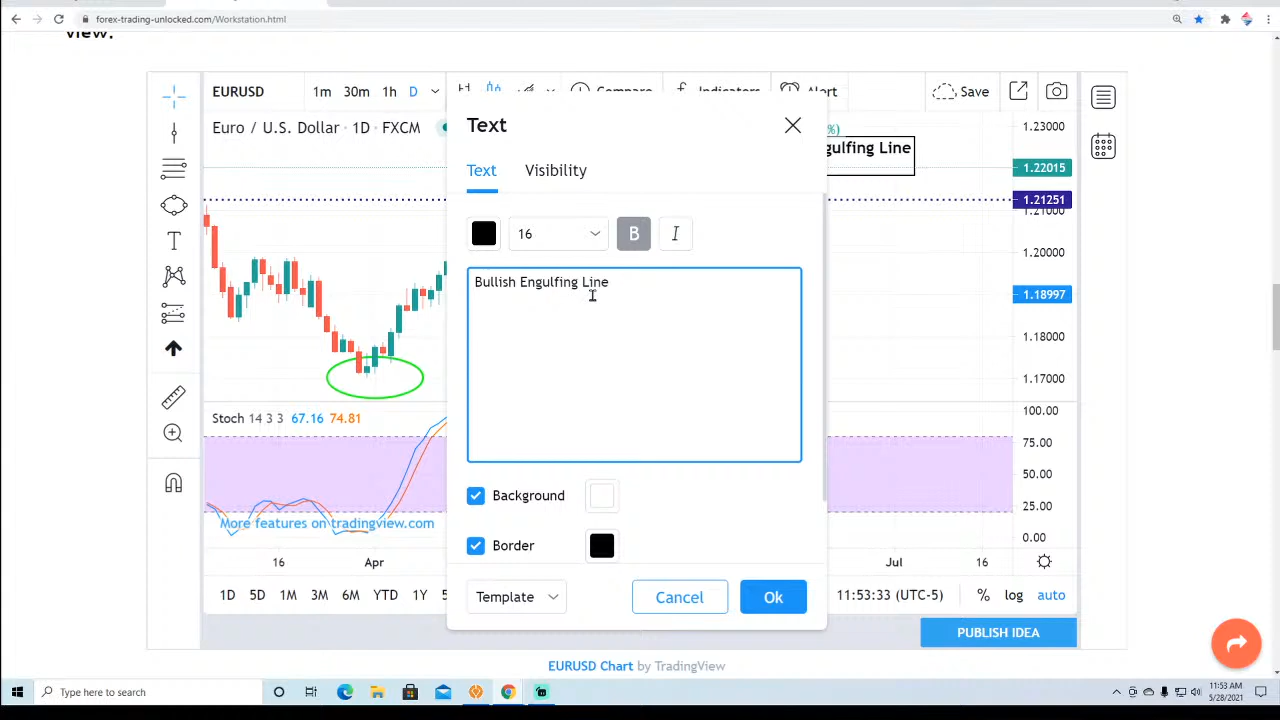 forex-trading-unlocked.com/Workstation.html
view.
EURUSD 1m 30m 1h D Compare Indicators Alert Save
Euro / U.S. Dollar · 1D · FXCM
%)
Engulfing Line
Text
Text Visibility
16 B I
Bullish Engulfing Line
Background
Border
Template Cancel Ok
1.23000
1.22015
1.21251
1.21000
1.20000
1.18997
1.18000
1.17000
Stoch 14 3 3 67.16 74.81
100.00
75.00
50.00
25.00
0.00
More features on tradingview.com
16 Apr Jul 16
1D 5D 1M 3M 6M YTD 1Y 5 11:53:33 (UTC-5) % log auto
PUBLISH IDEA
EURUSD Chart by TradingView
Type here to search
11:53 AM
5/28/2021